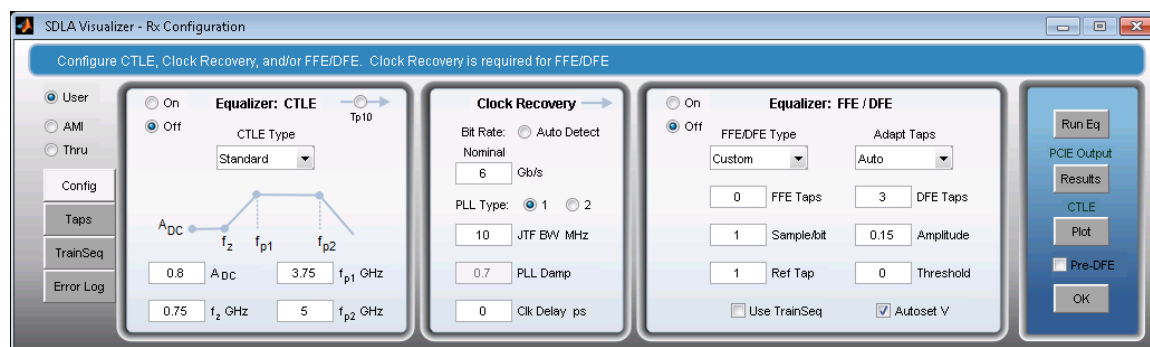 SDLA Visualizer - Rx Configuration
Configure CTLE, Clock Recovery, and/or FFE/DFE. Clock Recovery is required for FFE/DFE
User
AMI
Thru
Config
Taps
TrainSeq
Error Log
On
Off
Equalizer: CTLE
Tp10
CTLE Type
Standard
ADC
fz
fp1
fp2
0.8 ADC 3.75 fp1 GHz
0.75 fz GHz 5 fp2 GHz
Clock Recovery
Bit Rate: Auto Detect
Nominal
6 Gb/s
PLL Type: 1 2
10 JTF BW MHz
0.7 PLL Damp
0 Clk Delay ps
On
Off
Equalizer: FFE / DFE
FFE/DFE Type Adapt Taps
Custom Auto
0 FFE Taps 3 DFE Taps
1 Sample/bit 0.15 Amplitude
1 Ref Tap 0 Threshold
Use TrainSeq Autoset V
Run Eq
PCIE Output
Results
CTLE
Plot
Pre-DFE
OK